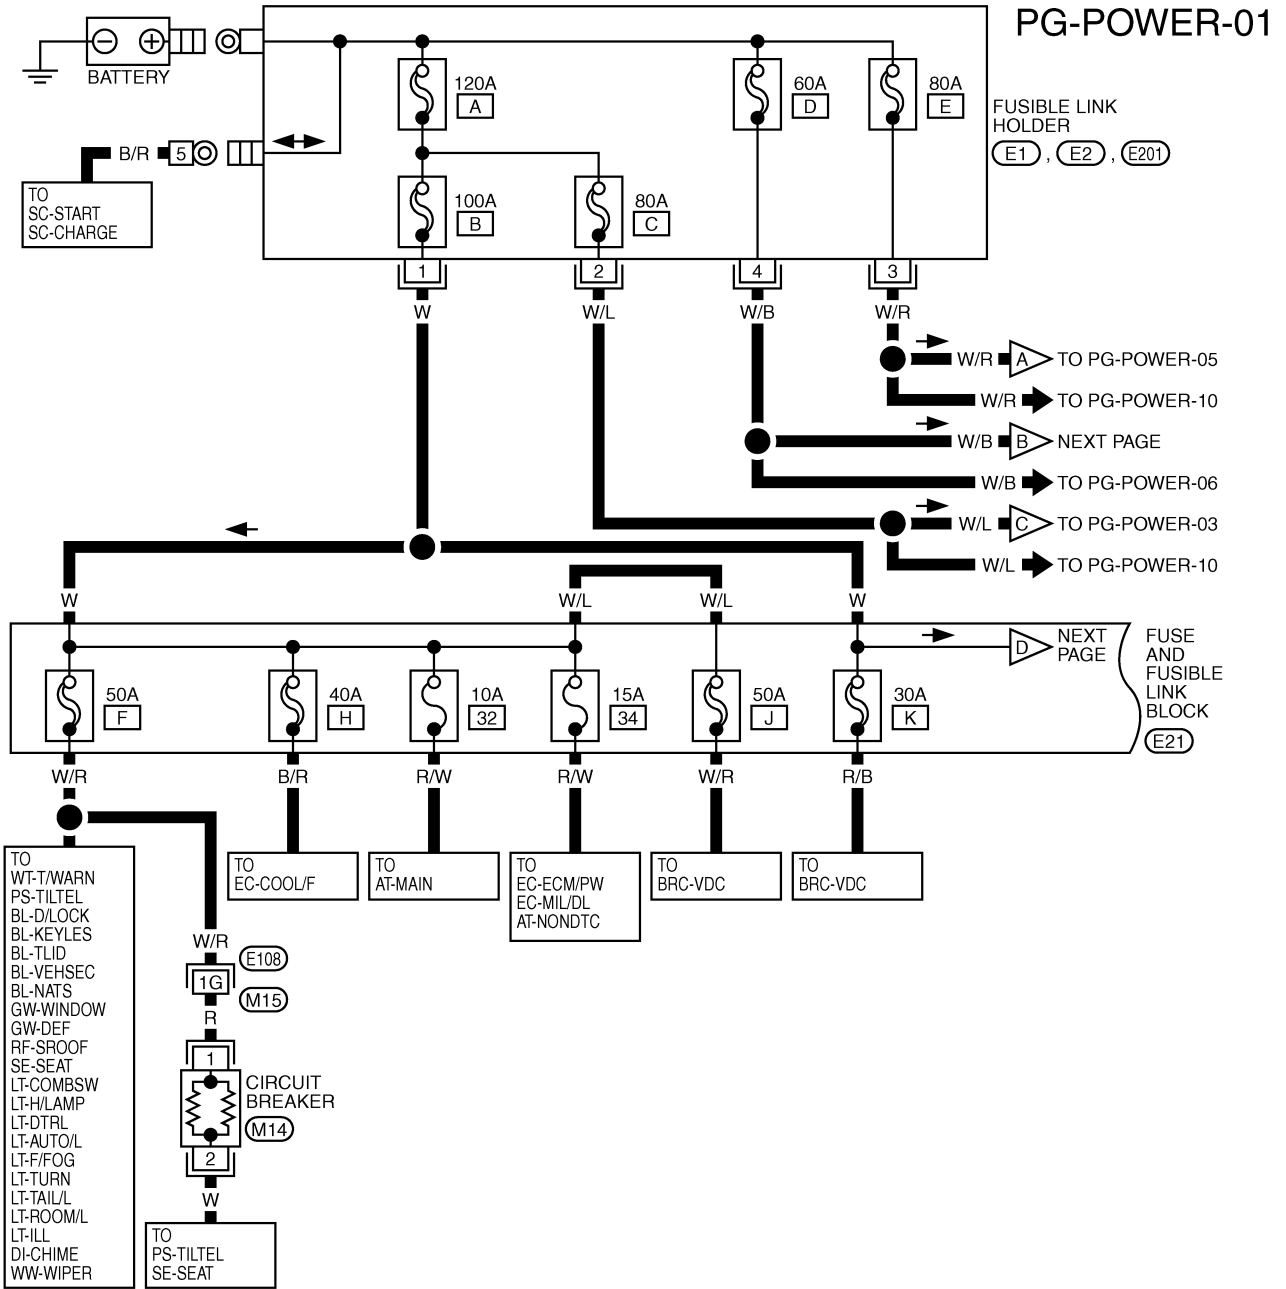 PG-POWER-01
BATTERY
120A
A
60A
D
80A
E
FUSIBLE LINK
HOLDER
E1 , E2 , E201
B/R
5
TO
SC-START
SC-CHARGE
100A
B
80A
C
1
2
4
3
W
W/L
W/B
W/R
W/R
A
TO PG-POWER-05
W/R
TO PG-POWER-10
W/B
B
NEXT PAGE
W/B
TO PG-POWER-06
W/L
C
TO PG-POWER-03
W/L
TO PG-POWER-10
W
W/L
W/L
W
D
NEXT
PAGE
FUSE
AND
FUSIBLE
LINK
BLOCK
E21
50A
F
40A
H
10A
32
15A
34
50A
J
30A
K
W/R
B/R
R/W
R/W
W/R
R/B
TO
WT-T/WARN
PS-TILTEL
BL-D/LOCK
BL-KEYLES
BL-TLID
BL-VEHSEC
BL-NATS
GW-WINDOW
GW-DEF
RF-SROOF
SE-SEAT
LT-COMBSW
LT-H/LAMP
LT-DTRL
LT-AUTO/L
LT-F/FOG
LT-TURN
LT-TAIL/L
LT-ROOM/L
LT-ILL
DI-CHIME
WW-WIPER
TO
EC-COOL/F
TO
AT-MAIN
TO
EC-ECM/PW
EC-MIL/DL
AT-NONDTC
TO
BRC-VDC
TO
BRC-VDC
W/R
E108
1G
M15
R
1
CIRCUIT
BREAKER
M14
2
W
TO
PS-TILTEL
SE-SEAT